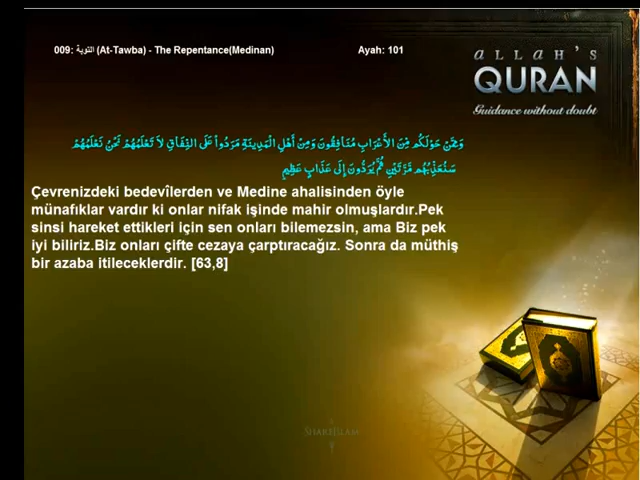 009: التوبة (At-Tawba) - The Repentance(Medinan) Ayah: 101
ALLAH'S
QURAN
Guidance without doubt
وَمِمَّنْ حَوْلَكُم مِّنَ الأَعْرَابِ مُنَافِقُونَ وَمِنْ أَهْلِ الْمَدِينَةِ مَرَدُواْ عَلَى النِّفَاقِ لاَ تَعْلَمُهُمْ نَحْنُ نَعْلَمُهُمْ
سَنُعَذِّبُهُم مَّرَّتَيْنِ ثُمَّ يُرَدُّونَ إِلَى عَذَابٍ عَظِيمٍ
Çevrenizdeki bedevîlerden ve Medine ahalisinden öyle
münafıklar vardır ki onlar nifak işinde mahir olmuşlardır.Pek
sinsi hareket ettikleri için sen onları bilemezsin, ama Biz pek
iyi biliriz.Biz onları çifte cezaya çarptıracağız. Sonra da müthiş
bir azaba itileceklerdir. [63,8]
SHAREISLAM